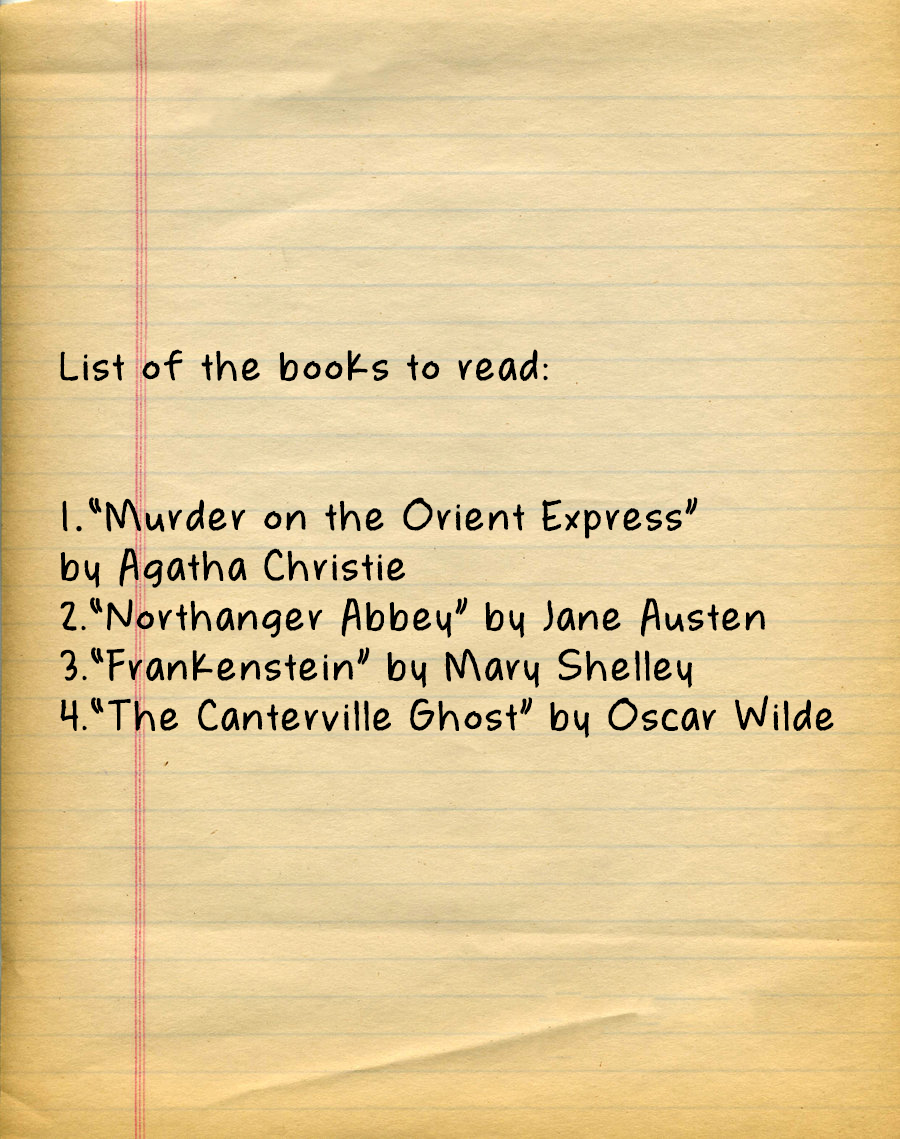 List of the books to read:
1."Murder on the Orient Express"
by Agatha Christie
2."Northanger Abbey" by Jane Austen
3."Frankenstein" by Mary Shelley
4."The Canterville Ghost" by Oscar Wilde